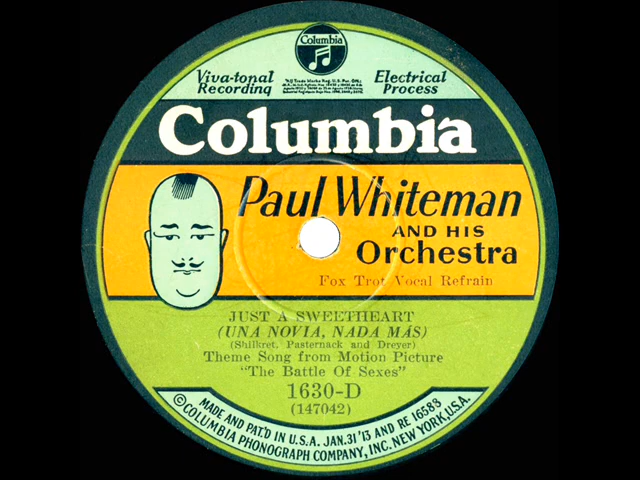 Columbia
Viva-tonal
Recording
Electrical
Process
Columbia
Paul Whiteman
AND HIS
Orchestra
Fox Trot Vocal Refrain
JUST A SWEETHEART
(UNA NOVIA, NADA MÁS)
(Shilkret, Pasternack and Dreyer)
Theme Song from Motion Picture
"The Battle Of Sexes"
1630-D
(147042)
MADE AND PAT'D IN U.S.A. JAN. 31 '13 AND RE 16588
©COLUMBIA PHONOGRAPH COMPANY, INC. NEW YORK, U.S.A.